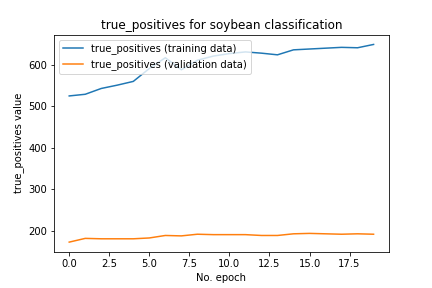 true_positives for soybean classification
true_positives (training data)
true_positives (validation data)
true_positives value
600
500
400
300
200
0.0 2.5 5.0 7.5 10.0 12.5 15.0 17.5
No. epoch